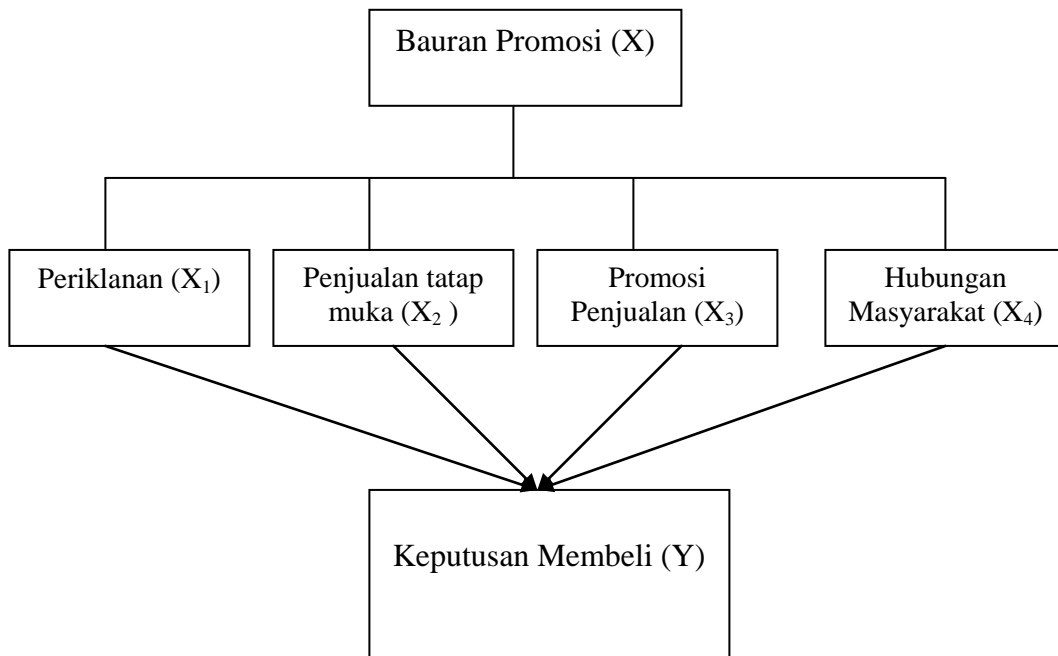 Bauran Promosi (X)
Periklanan (X₁)
Penjualan tatap
muka (X₂ )
Promosi
Penjualan (X₃)
Hubungan
Masyarakat (X₄)
Keputusan Membeli (Y)